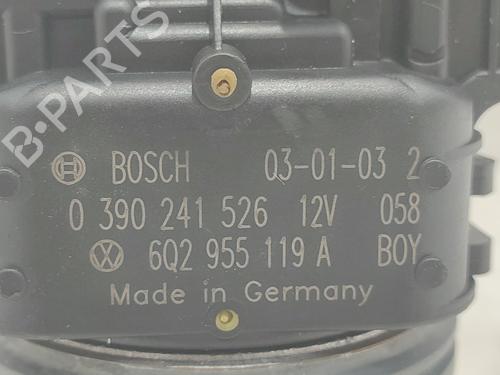 B-PARTS
BOSCH 03-01-03 2
0 390 241 526 12V 058
6Q2 955 119 A BOY
Made in Germany